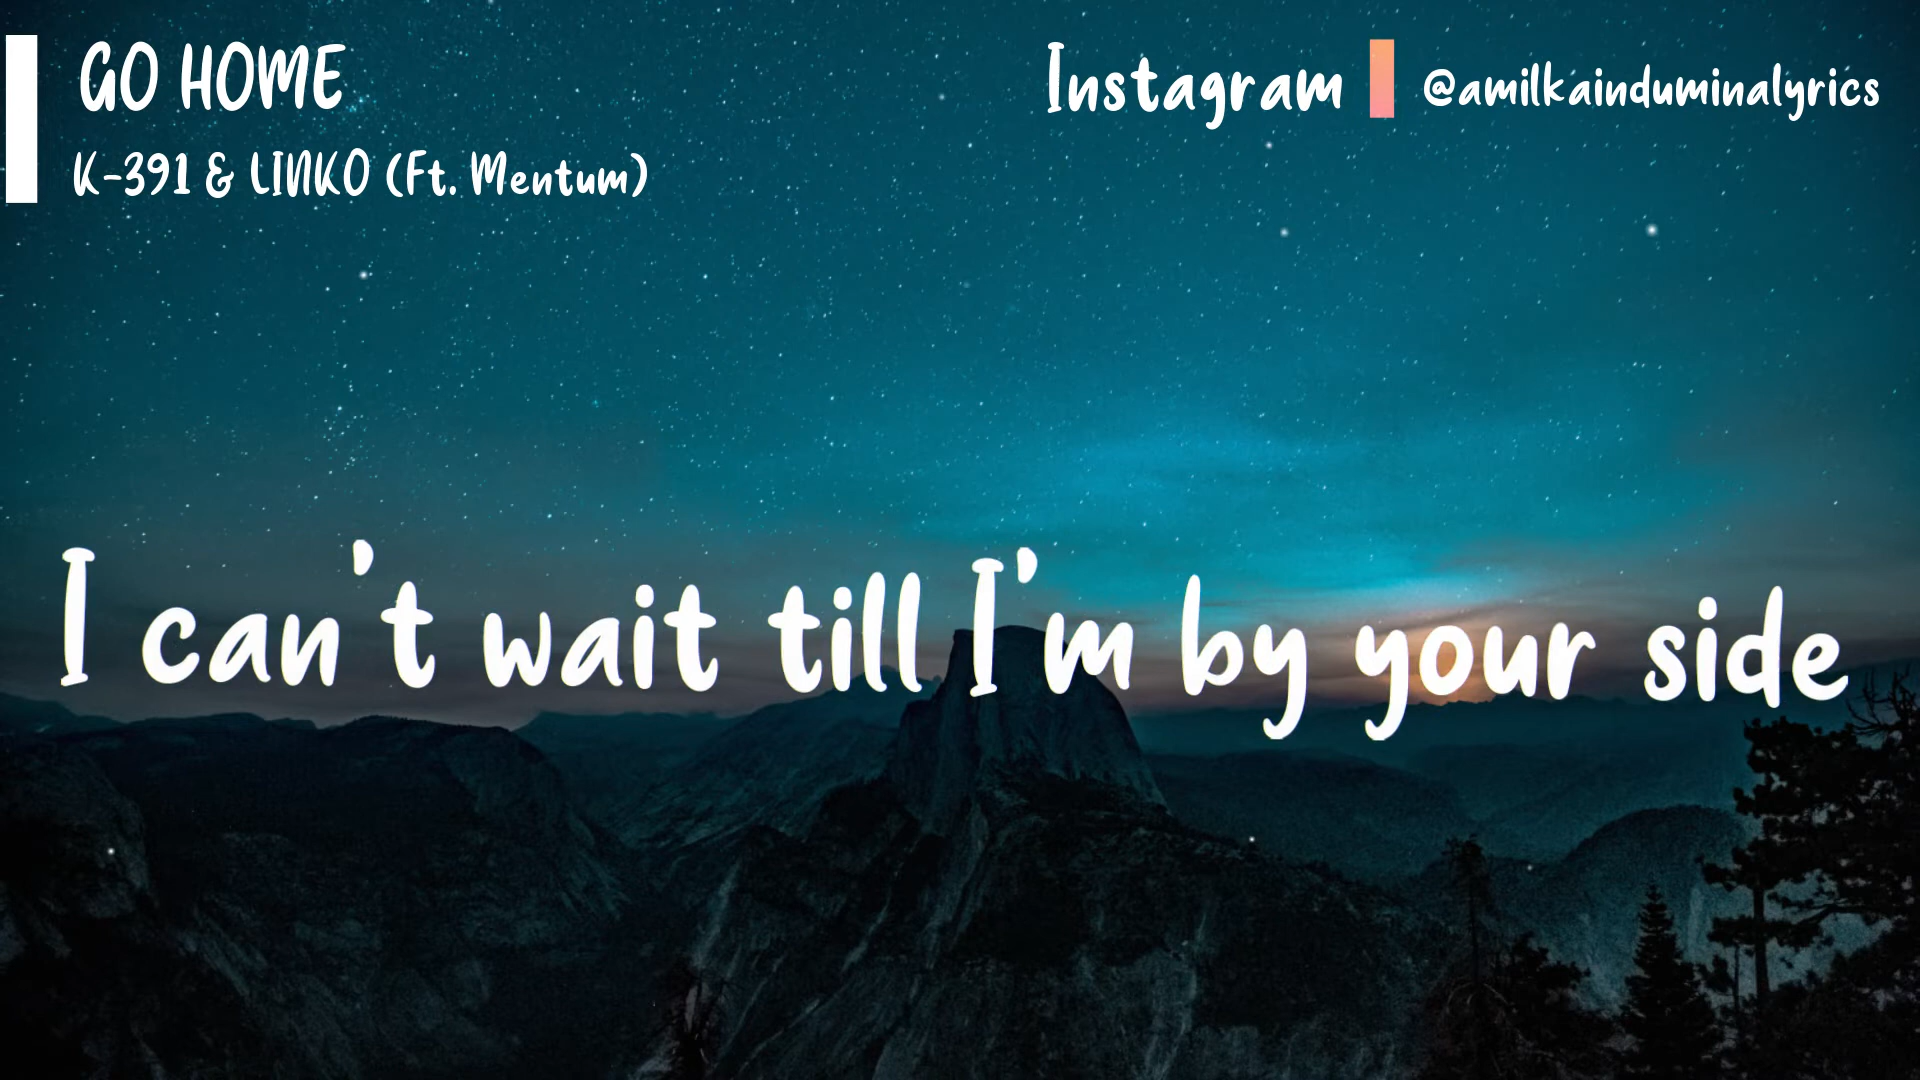 GO HOME
K-391 & LINKO (Ft. Mentum)
Instagram @amilkainduminalyrics
I can't wait till I'm by your side